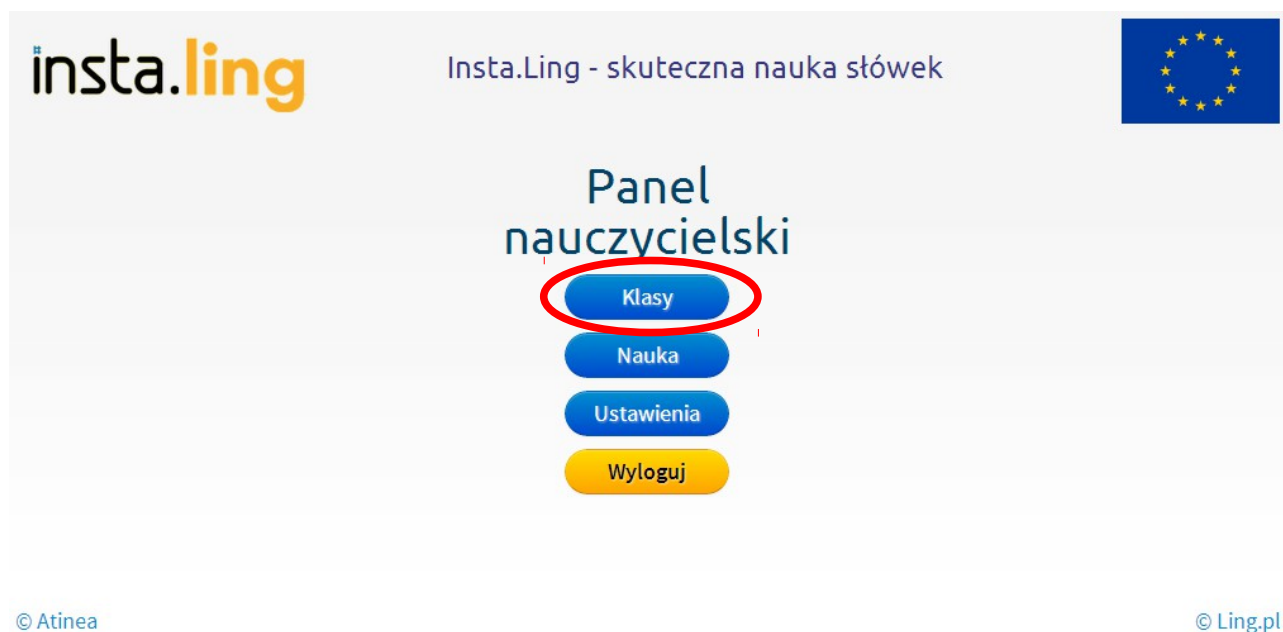 insta.ling
Insta.Ling - skuteczna nauka słówek
Panel
nauczycielski
Klasy
Nauka
Ustawienia
Wyloguj
© Atinea
© Ling.pl